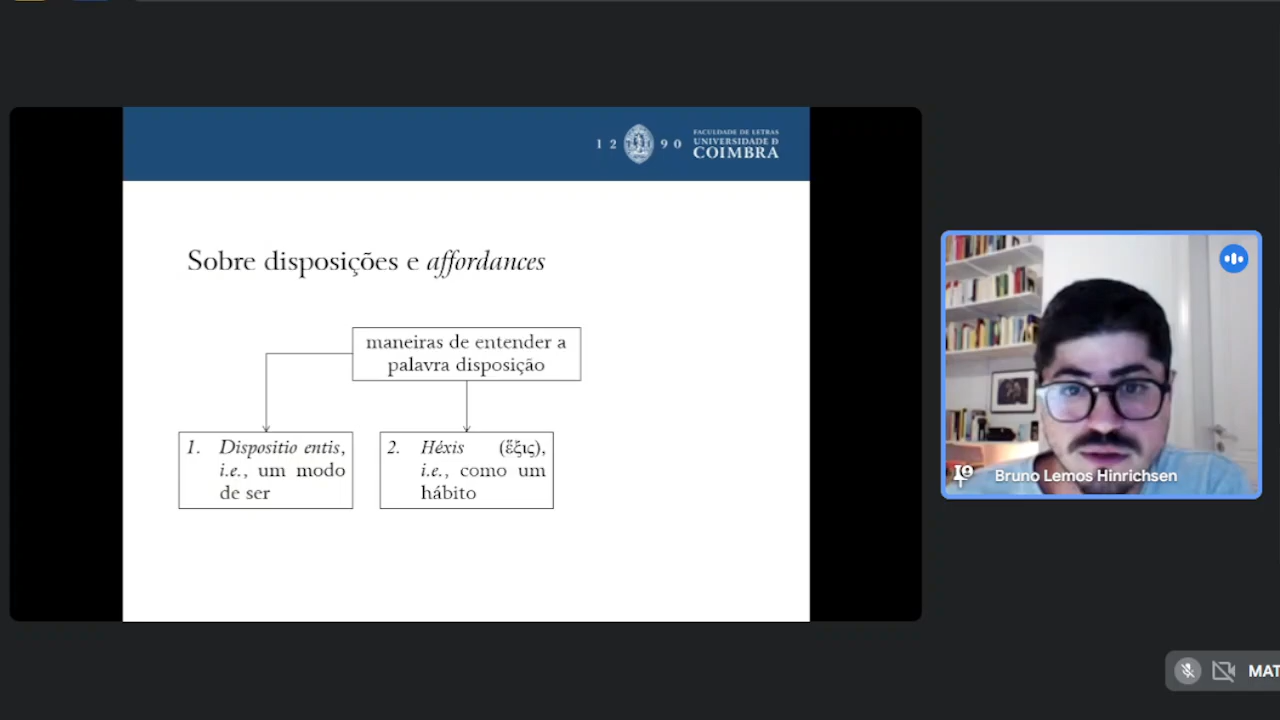 1 2 9 0
FACULDADE DE LETRAS
UNIVERSIDADE D
COIMBRA
Sobre disposições e affordances
maneiras de entender a
palavra disposição
1. Dispositio entis,
i.e., um modo
de ser
2. Héxis (ἕξις),
i.e., como um
hábito
Bruno Lemos Hinrichsen
MAT